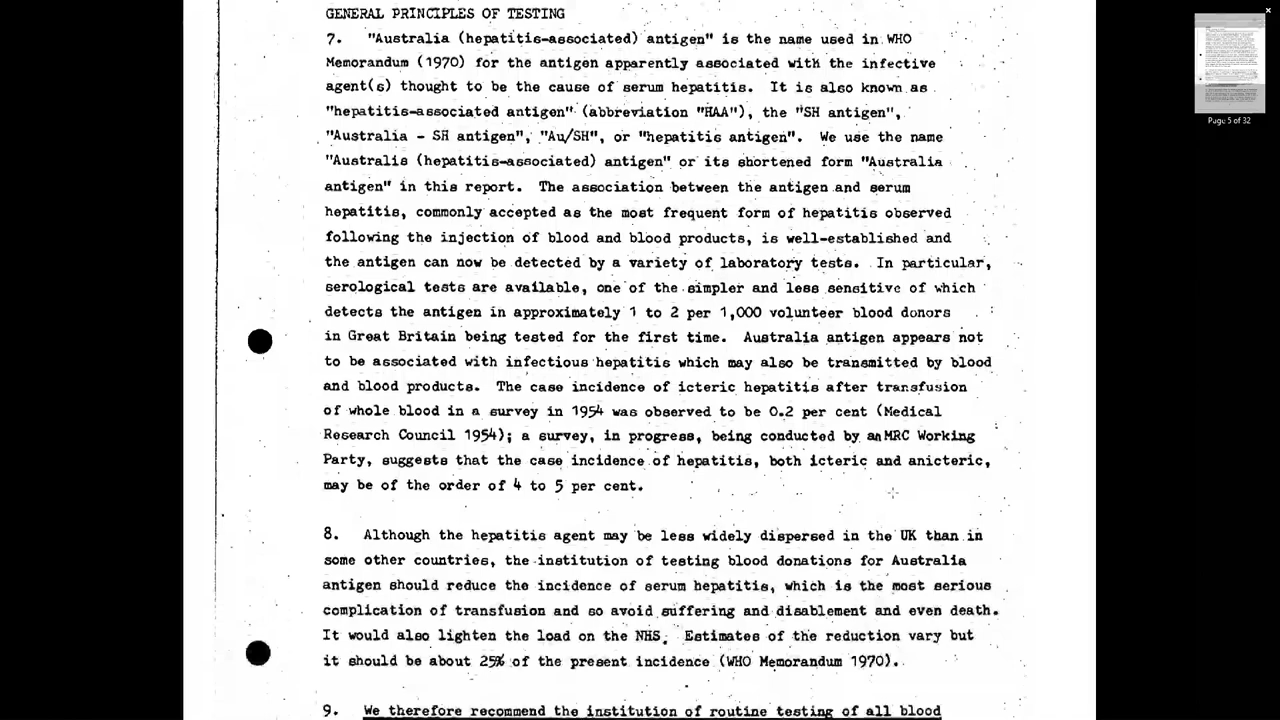 GENERAL PRINCIPLES OF TESTING
7. "Australia (hepatitis-associated) antigen" is the name used in WHO
Memorandum (1970) for the antigen apparently associated with the infective
agent(s) thought to be the cause of serum hepatitis. It is also known as
"hepatitis-associated antigen" (abbreviation "HAA"), the "SH antigen",
"Australia - SH antigen", "Au/SH", or "hepatitis antigen". We use the name
"Australia (hepatitis-associated) antigen" or its shortened form "Australia
antigen" in this report. The association between the antigen and serum
hepatitis, commonly accepted as the most frequent form of hepatitis observed
following the injection of blood and blood products, is well-established and
the antigen can now be detected by a variety of laboratory tests. In particular,
serological tests are available, one of the simpler and less sensitive of which
detects the antigen in approximately 1 to 2 per 1,000 volunteer blood donors
in Great Britain being tested for the first time. Australia antigen appears not
to be associated with infectious hepatitis which may also be transmitted by blood
and blood products. The case incidence of icteric hepatitis after transfusion
of whole blood in a survey in 1954 was observed to be 0.2 per cent (Medical
Research Council 1954); a survey, in progress, being conducted by an MRC Working
Party, suggests that the case incidence of hepatitis, both icteric and anicteric,
may be of the order of 4 to 5 per cent.
8. Although the hepatitis agent may be less widely dispersed in the UK than in
some other countries, the institution of testing blood donations for Australia
antigen should reduce the incidence of serum hepatitis, which is the most serious
complication of transfusion and so avoid suffering and disablement and even death.
It would also lighten the load on the NHS. Estimates of the reduction vary but
it should be about 25% of the present incidence (WHO Memorandum 1970).
9. We therefore recommend the institution of routine testing of all blood
Page 5 of 32